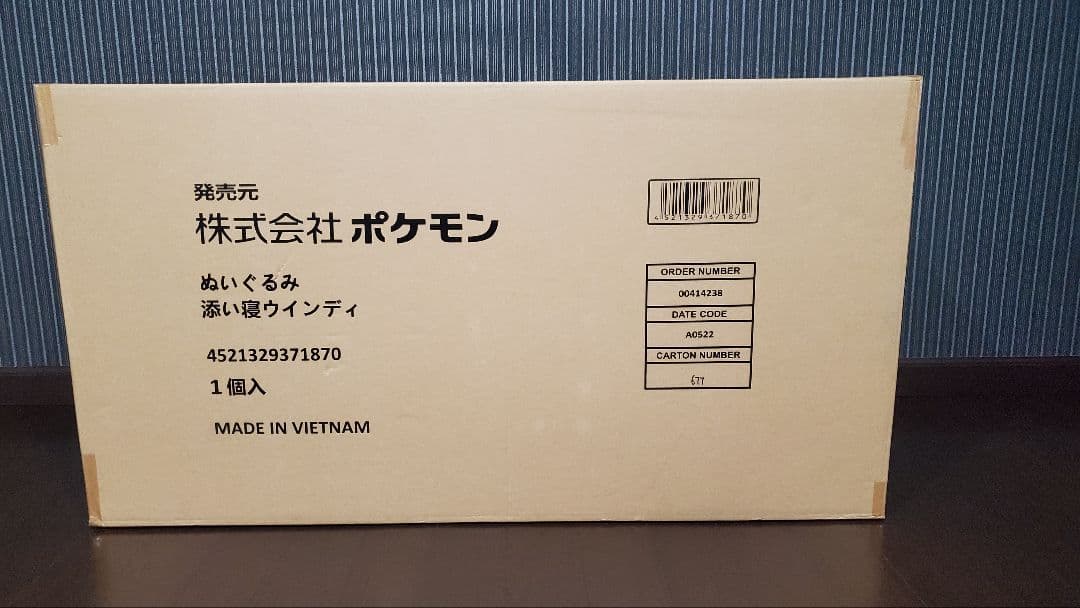 発売元
株式会社 ポケモン
ぬいぐるみ
添い寝ウインディ
4521329371870
1個入
MADE IN VIETNAM
4521329371870
ORDER NUMBER
00414238
DATE CODE
A0522
CARTON NUMBER
677